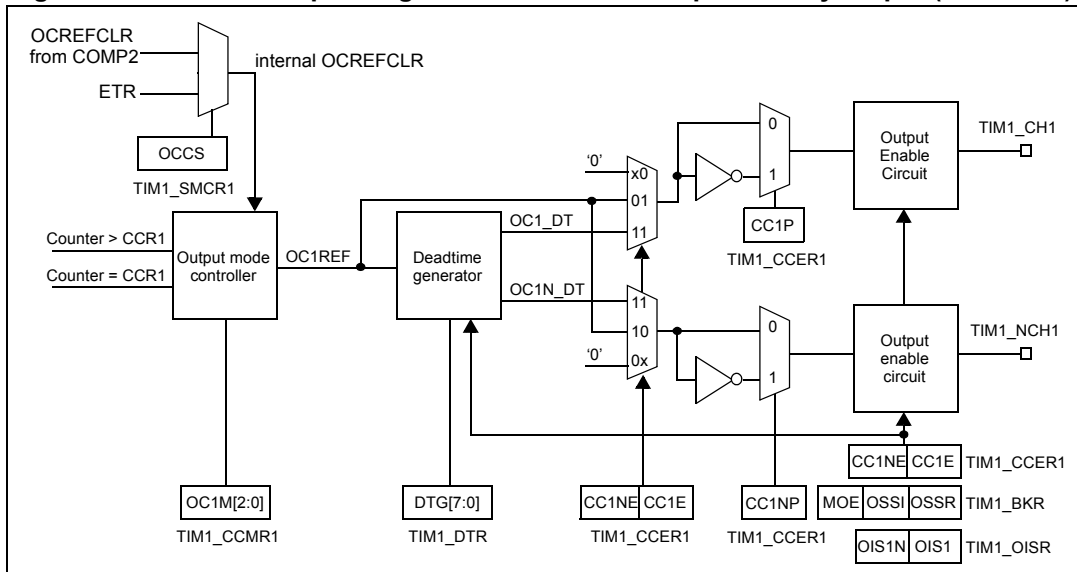 OCREFCLR
from COMP2
internal OCREFCLR
ETR
OCCS
TIM1_SMCR1
Counter > CCR1
Counter = CCR1
Output mode
controller
OC1REF
Deadtime
generator
OC1_DT
OC1N_DT
'0'
x0
01
11
11
10
'0'
0x
0
1
CC1P
TIM1_CCER1
0
1
Output
Enable
Circuit
TIM1_CH1
Output
enable
circuit
TIM1_NCH1
OC1M[2:0]
TIM1_CCMR1
DTG[7:0]
TIM1_DTR
CC1NE CC1E
TIM1_CCER1
CC1NP
TIM1_CCER1
CC1NE CC1E TIM1_CCER1
MOE OSSI OSSR TIM1_BKR
OIS1N OIS1 TIM1_OISR